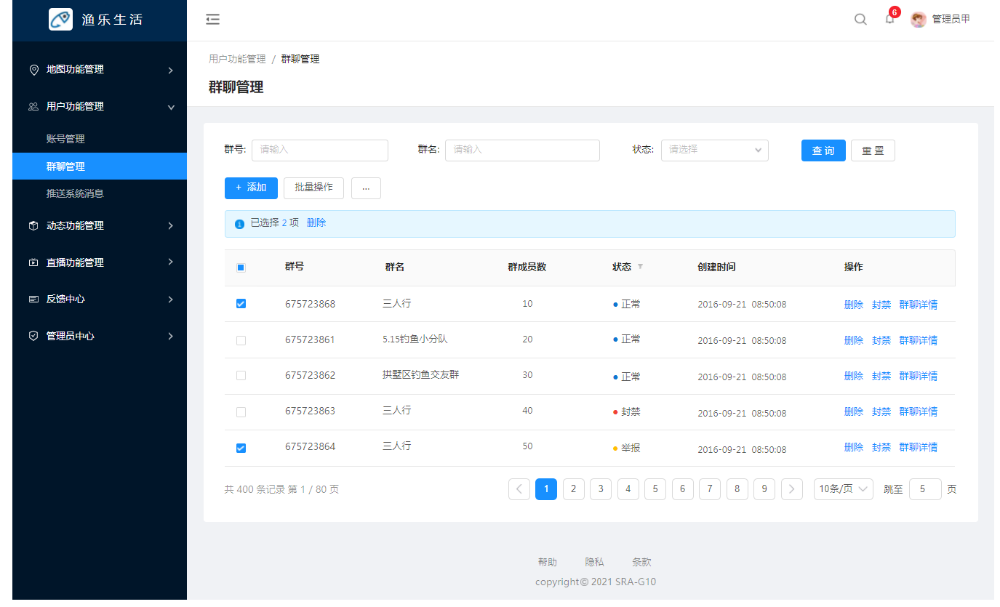 渔乐生活
6
管理员甲
地图功能管理
用户功能管理
账号管理
群聊管理
推送系统消息
动态功能管理
直播功能管理
反馈中心
管理员中心
用户功能管理 / 群聊管理
群聊管理
群号: 请输入 群名: 请输入 状态: 请选择 查 询 重 置
+ 添加 批量操作 ...
已选择 2 项 删除
群号 群名 群成员数 状态 创建时间 操作
675723868 三人行 10 正常 2016-09-21 08:50:08 删除 封禁 群聊详情
675723861 5.15钓鱼小分队 20 正常 2016-09-21 08:50:08 删除 封禁 群聊详情
675723862 拱墅区钓鱼交友群 30 正常 2016-09-21 08:50:08 删除 封禁 群聊详情
675723863 三人行 40 封禁 2016-09-21 08:50:08 删除 封禁 群聊详情
675723864 三人行 50 举报 2016-09-21 08:50:08 删除 封禁 群聊详情
共 400 条记录 第 1 / 80 页 1 2 3 4 5 6 7 8 9 10条/页 跳至 5 页
帮助 隐私 条款
copyright© 2021 SRA-G10